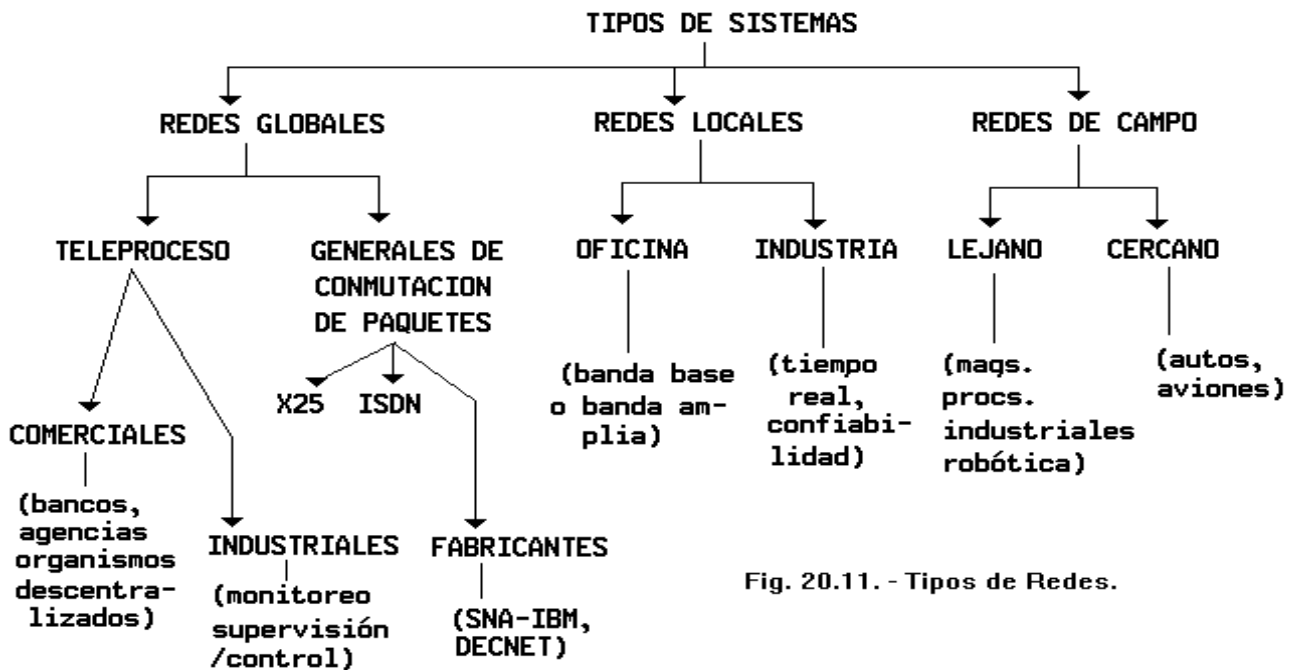 TIPOS DE SISTEMAS
REDES GLOBALES
REDES LOCALES
REDES DE CAMPO
TELEPROCESO
GENERALES DE
CONMUTACION
DE PAQUETES
OFICINA
INDUSTRIA
LEJANO
CERCANO
X25
ISDN
(banda base
o banda am-
plia)
(tiempo
real,
confiabi-
lidad)
(maqs.
procs.
industriales
robótica)
(autos,
aviones)
COMERCIALES
(bancos,
agencias
organismos
descentra-
lizados)
INDUSTRIALES
(monitoreo
supervisión
/control)
FABRICANTES
(SNA-IBM,
DECNET)
Fig. 20.11. - Tipos de Redes.